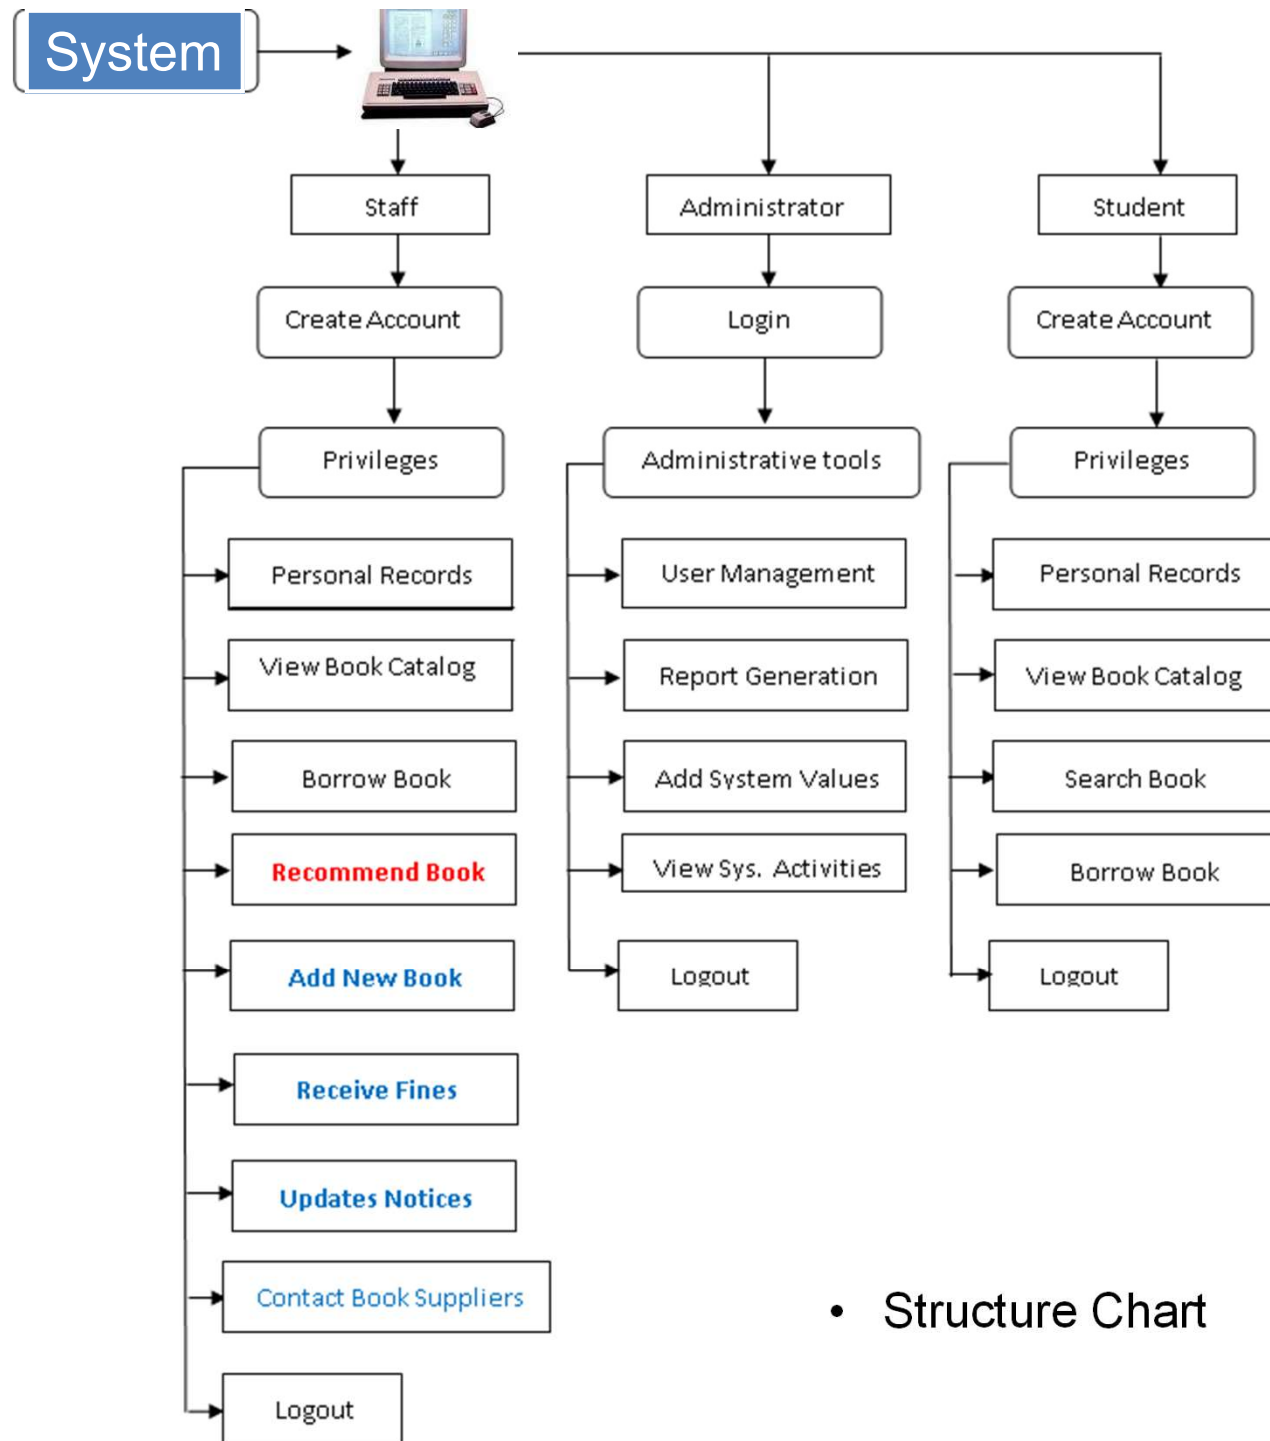 System
Staff
Administrator
Student
Create Account
Login
Create Account
Privileges
Administrative tools
Privileges
Personal Records
User Management
Personal Records
View Book Catalog
Report Generation
View Book Catalog
Borrow Book
Add System Values
Search Book
Recommend Book
View Sys. Activities
Borrow Book
Add New Book
Logout
Logout
Receive Fines
Updates Notices
Contact Book Suppliers
• Structure Chart
Logout